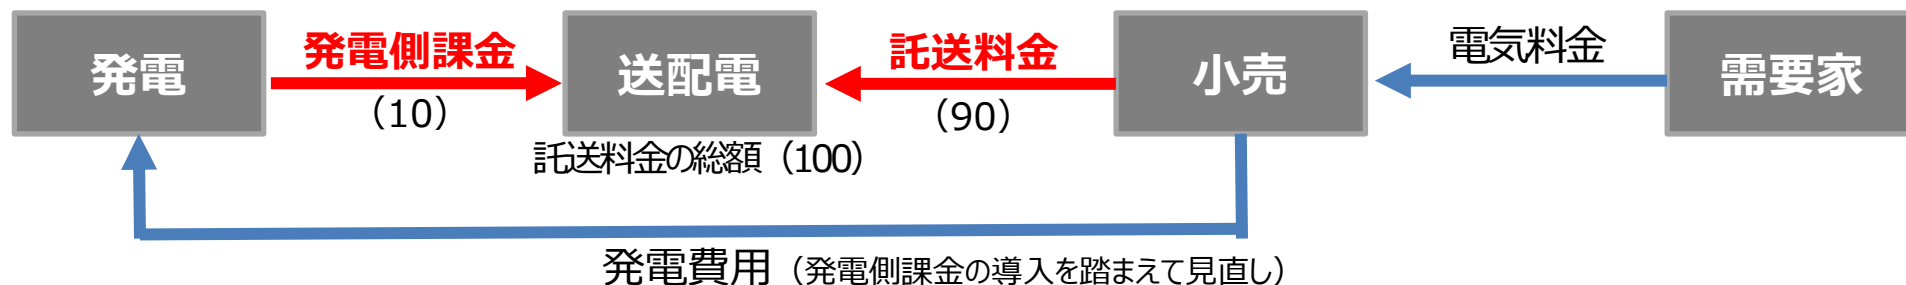 発電
発電側課金
（10）
送配電
託送料金の総額（100）
託送料金
（90）
小売
電気料金
需要家
発電費用（発電側課金の導入を踏まえて見直し）